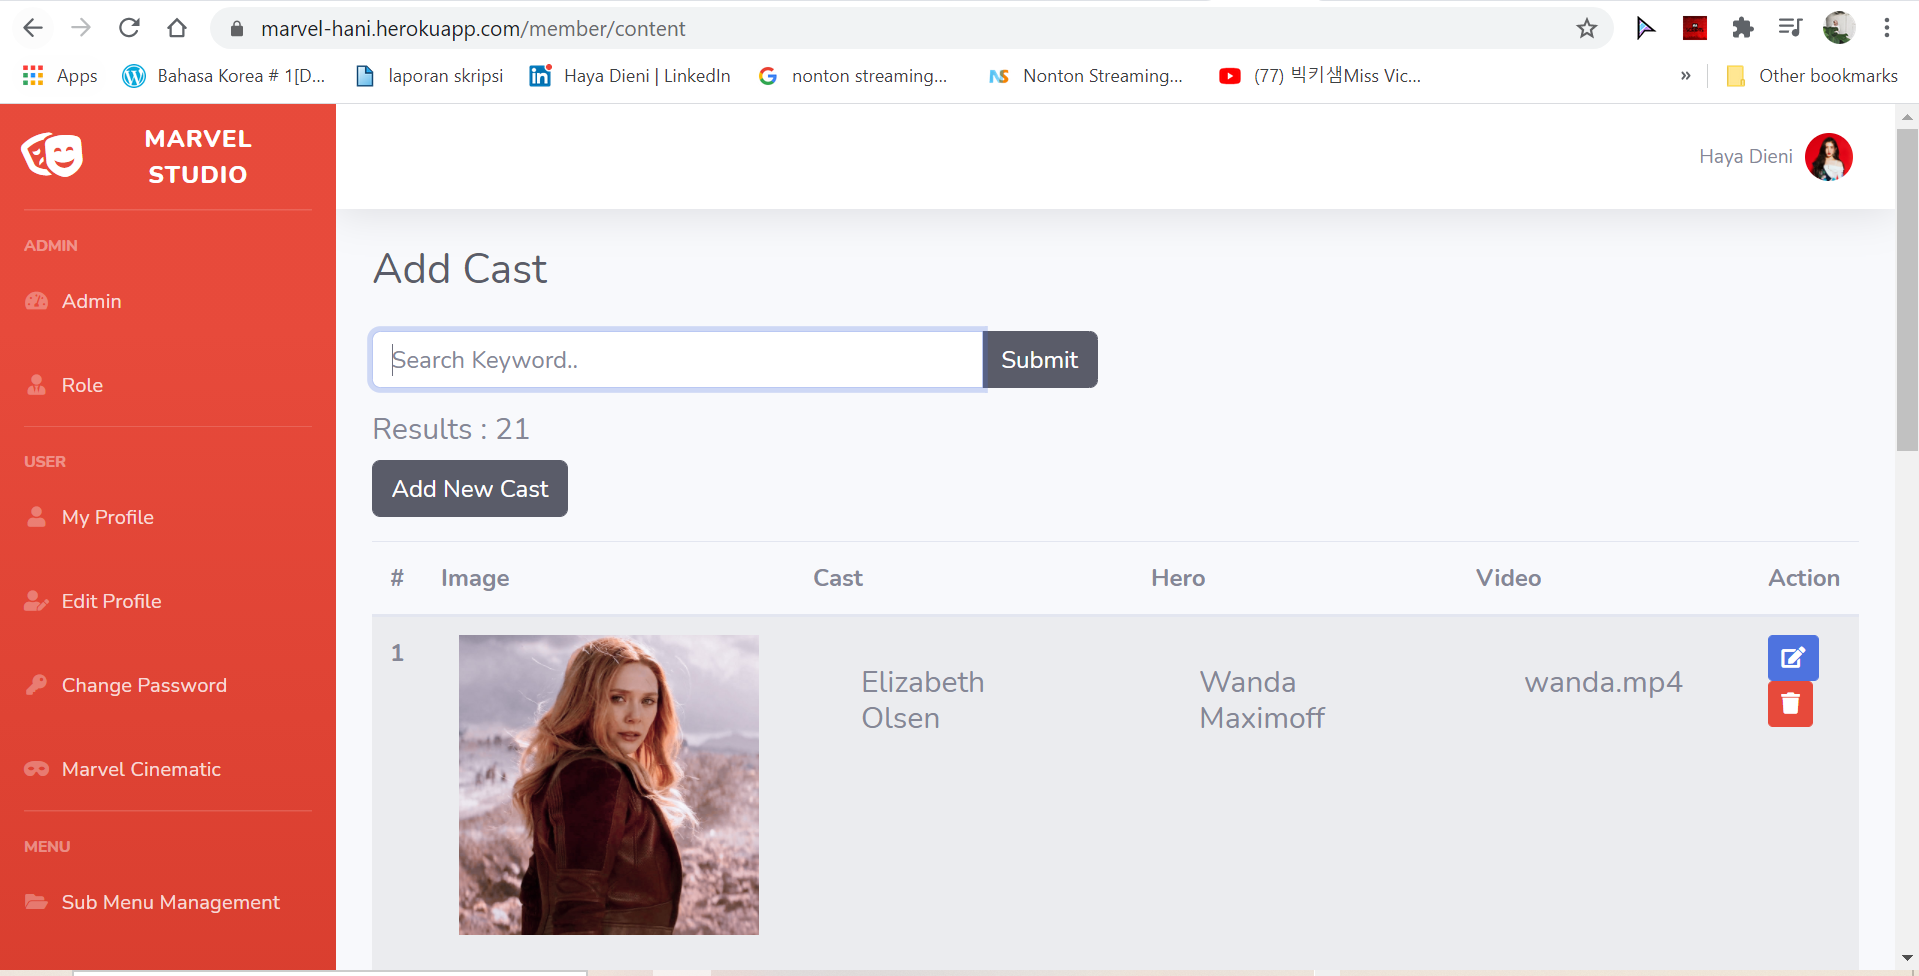 marvel-hani.herokuapp.com/member/content
Apps
Bahasa Korea # 1[D...
laporan skripsi
Haya Dieni | LinkedIn
nonton streaming...
Nonton Streaming...
(77) 빅키샘Miss Vic...
»
Other bookmarks
MARVEL
STUDIO
Haya Dieni
ADMIN
Admin
Role
USER
My Profile
Edit Profile
Change Password
Marvel Cinematic
MENU
Sub Menu Management
Add Cast
Search Keyword..
Submit
Results : 21
Add New Cast
# Image Cast Hero Video Action
1 Elizabeth Wanda wanda.mp4
Olsen Maximoff